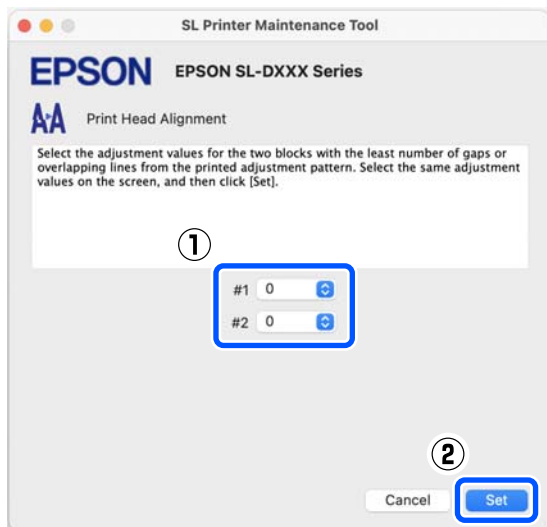 SL Printer Maintenance Tool
EPSON EPSON SL-DXXX Series
Print Head Alignment
Select the adjustment values for the two blocks with the least number of gaps or
overlapping lines from the printed adjustment pattern. Select the same adjustment
values on the screen, and then click [Set].
①
#1 0
#2 0
②
Cancel Set